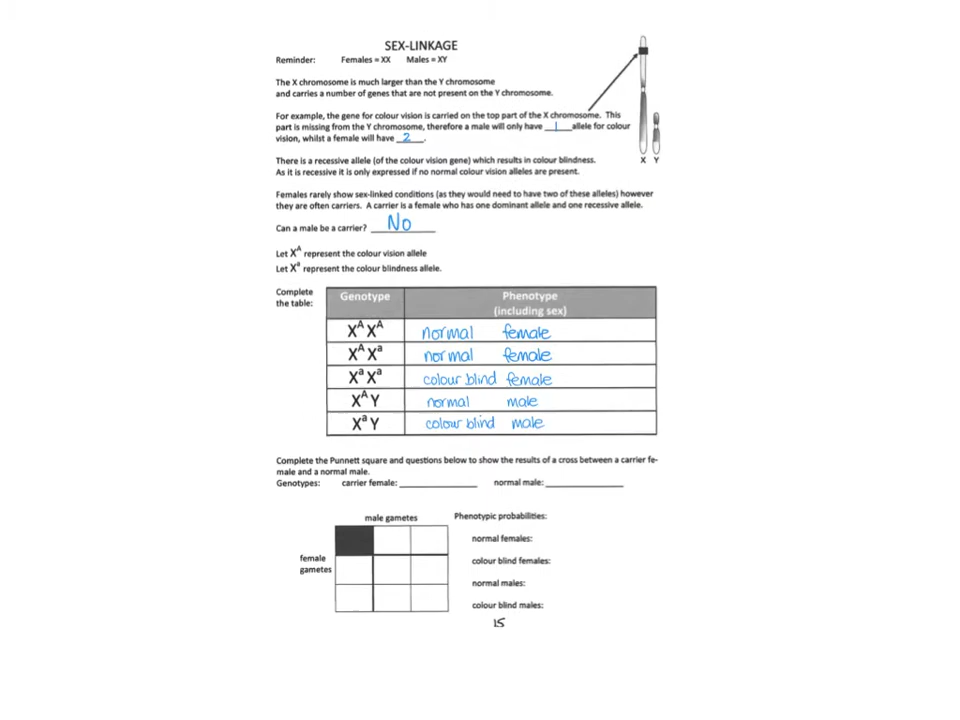 SEX-LINKAGE
Reminder: Females = XX Males = XY
The X chromosome is much larger than the Y chromosome
and carries a number of genes that are not present on the Y chromosome.
For example, the gene for colour vision is carried on the top part of the X chromosome. This
part is missing from the Y chromosome, therefore a male will only have 1 allele for colour
vision, whilst a female will have 2.
X Y
There is a recessive allele (of the colour vision gene) which results in colour blindness.
As it is recessive it is only expressed if no normal colour vision alleles are present.
Females rarely show sex-linked conditions (as they would need to have two of these alleles) however
they are often carriers. A carrier is a female who has one dominant allele and one recessive allele.
Can a male be a carrier? No
Let Xᴬ represent the colour vision allele
Let Xᵃ represent the colour blindness allele.
Complete
the table:
Genotype Phenotype
(including sex)
XᴬXᴬ normal female
XᴬXᵃ normal female
XᵃXᵃ colour blind female
XᴬY normal male
XᵃY colour blind male
Complete the Punnett square and questions below to show the results of a cross between a carrier fe-
male and a normal male.
Genotypes: carrier female: normal male:
male gametes
female
gametes
Phenotypic probabilities:
normal females:
colour blind females:
normal males:
colour blind males:
15